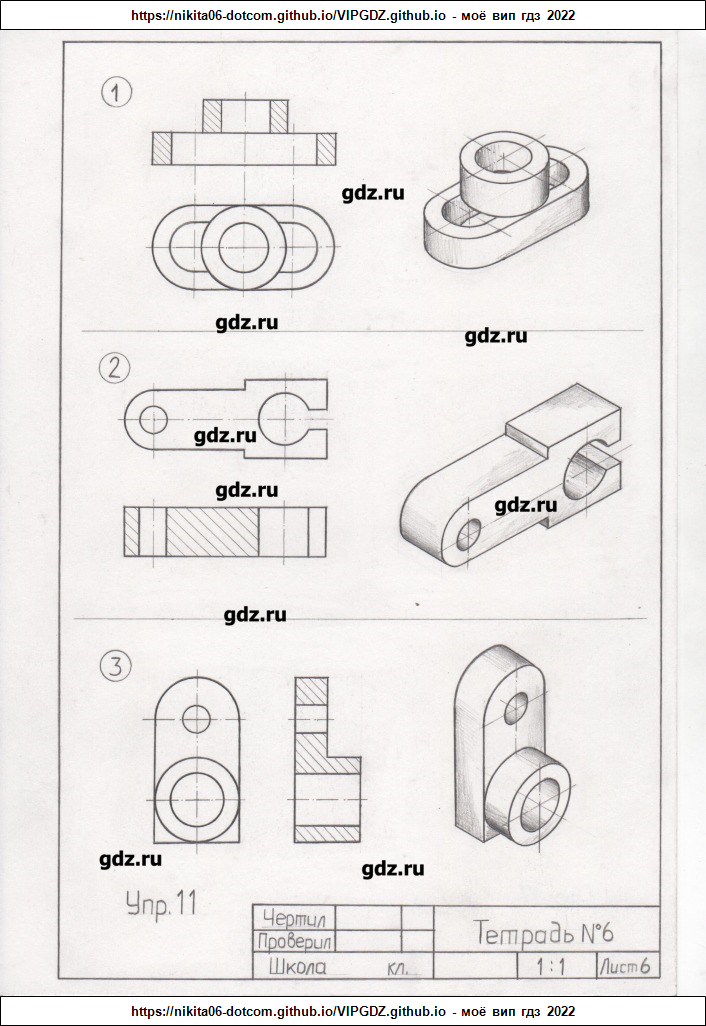 https://nikita06-dotcom.github.io/VIPGDZ.github.io - моё вип гдз 2022
1
gdz.ru
gdz.ru
gdz.ru
2
gdz.ru
gdz.ru
gdz.ru
gdz.ru
3
gdz.ru
gdz.ru
Упр. 11
Чертил
Проверил
Тетрадь №6
Школа кл.
1:1
Лист 6
https://nikita06-dotcom.github.io/VIPGDZ.github.io - моё вип гдз 2022